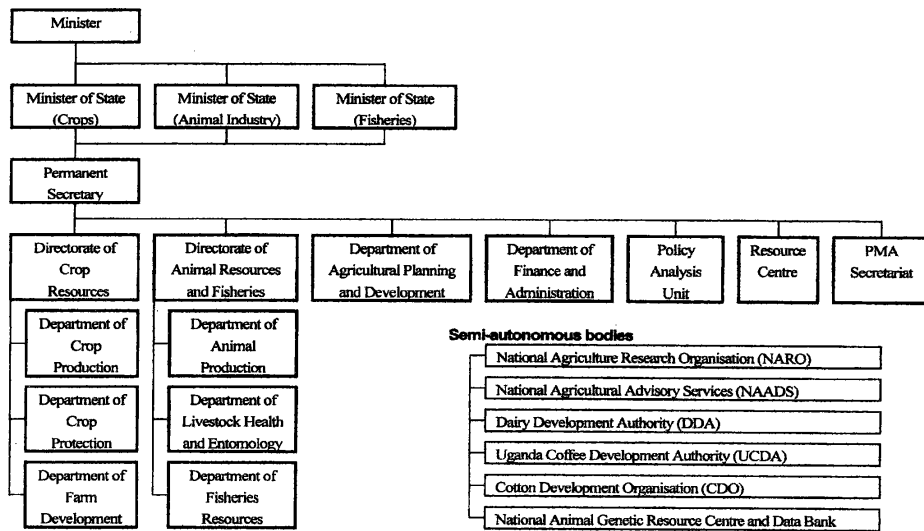 Minister
Minister of State
(Crops)
Minister of State
(Animal Industry)
Minister of State
(Fisheries)
Permanent
Secretary
Directorate of
Crop
Resources
Directorate of
Animal Resources
and Fisheries
Department of
Agricultural Planning
and Development
Department of
Finance and
Administration
Policy
Analysis
Unit
Resource
Centre
PMA
Secretariat
Department of
Crop
Production
Department of
Crop
Protection
Department of
Farm
Development
Department of
Animal
Production
Department of
Livestock Health
and Entomology
Department of
Fisheries
Resources
Semi-autonomous bodies
National Agriculture Research Organisation (NARO)
National Agricultural Advisory Services (NAADS)
Dairy Development Authority (DDA)
Uganda Coffee Development Authority (UCDA)
Cotton Development Organisation (CDO)
National Animal Genetic Resource Centre and Data Bank